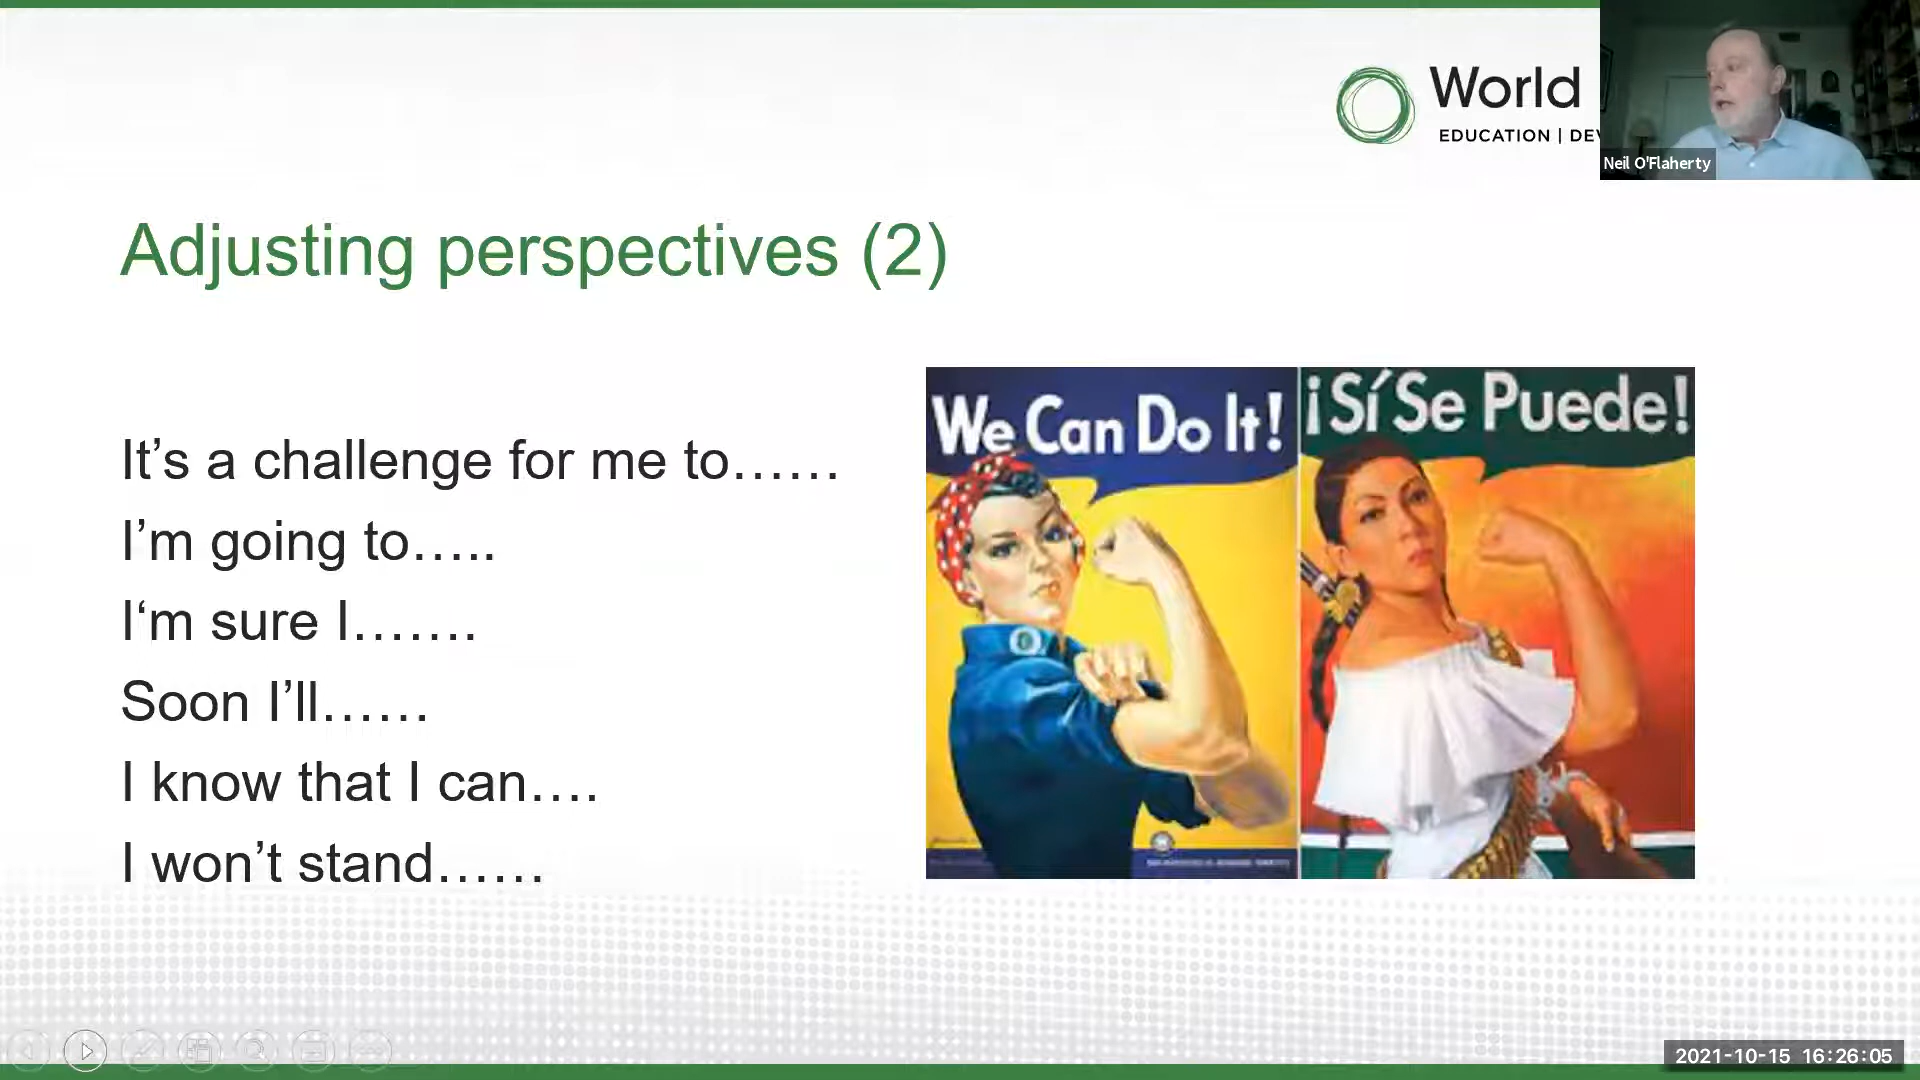 World
EDUCATION | DEV
Neil O'Flaherty
Adjusting perspectives (2)
It’s a challenge for me to……
I’m going to…..
I‘m sure I…….
Soon I’ll……
I know that I can….
I won’t stand……
We Can Do It!
¡Sí Se Puede!
2021-10-15 16:26:05